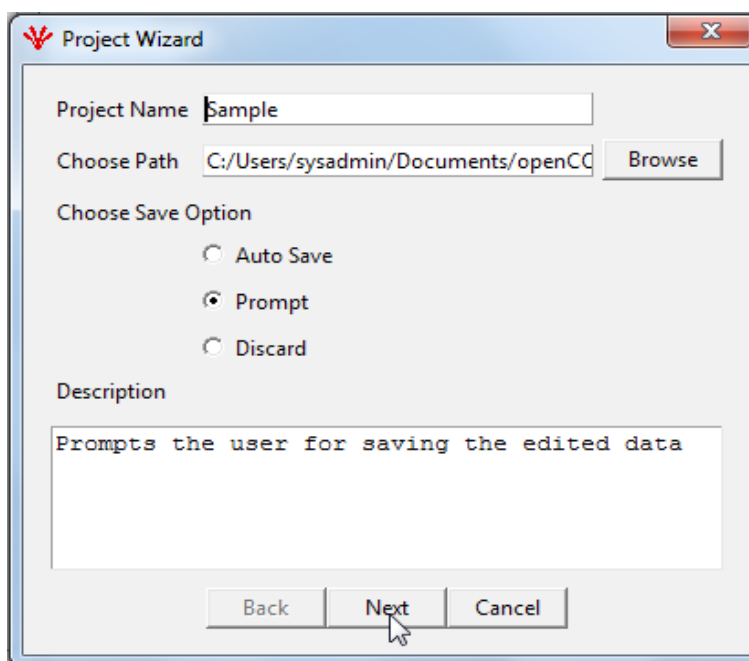 Project Wizard
Project Name Sample
Choose Path C:/Users/sysadmin/Documents/openCC Browse
Choose Save Option
Auto Save
Prompt
Discard
Description
Prompts the user for saving the edited data
Back Next Cancel